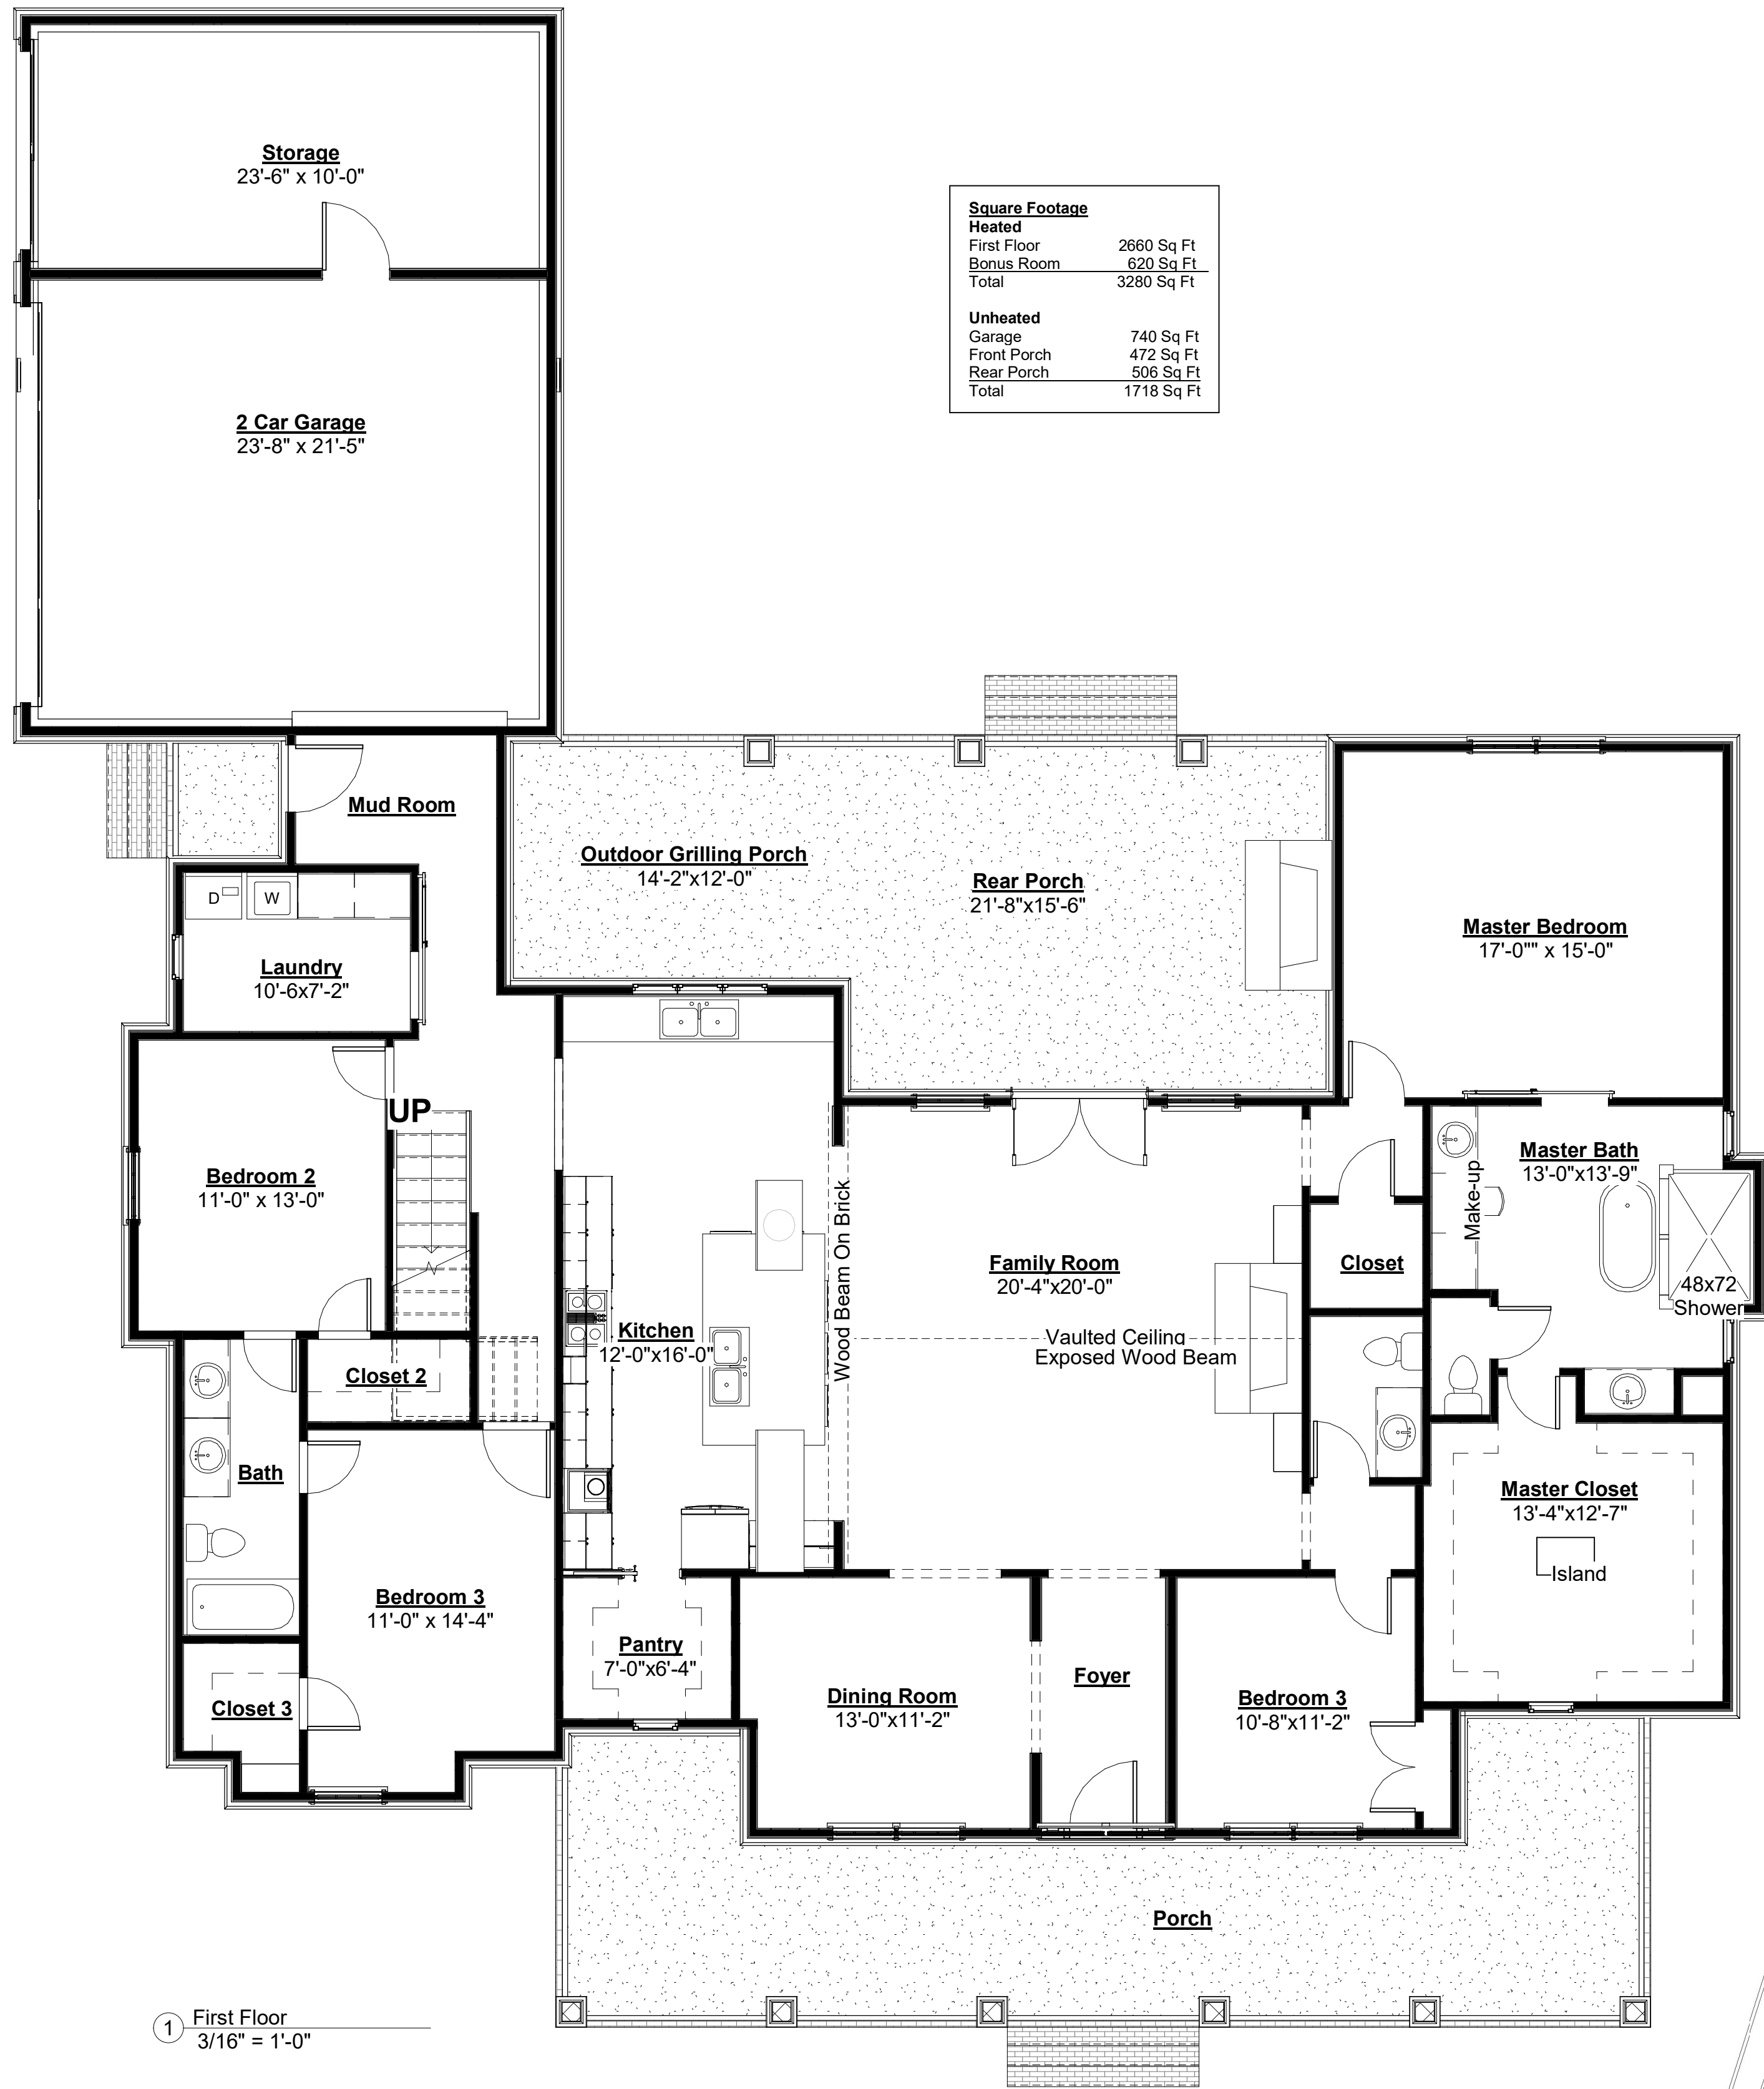 Storage
23'-6" x 10'-0"
Square Footage
Heated
First Floor 2660 Sq Ft
Bonus Room 620 Sq Ft
Total 3280 Sq Ft
Unheated
Garage 740 Sq Ft
Front Porch 472 Sq Ft
Rear Porch 506 Sq Ft
Total 1718 Sq Ft
2 Car Garage
23'-8" x 21'-5"
Mud Room
Outdoor Grilling Porch
14'-2"x12'-0"
Rear Porch
21'-8"x15'-6"
Master Bedroom
17'-0"" x 15'-0"
D
W
Laundry
10'-6x7'-2"
UP
Bedroom 2
11'-0" x 13'-0"
Master Bath
13'-0"x13'-9"
Make-up
Wood Beam On Brick
Family Room
20'-4"x20'-0"
Closet
48x72
Shower
Kitchen
12'-0"x16'-0"
Vaulted Ceiling
Exposed Wood Beam
Closet 2
Bath
Master Closet
13'-4"x12'-7"
Island
Bedroom 3
11'-0" x 14'-4"
Pantry
7'-0"x6'-4"
Foyer
Closet 3
Dining Room
13'-0"x11'-2"
Bedroom 3
10'-8"x11'-2"
Porch
1 First Floor
3/16" = 1'-0"